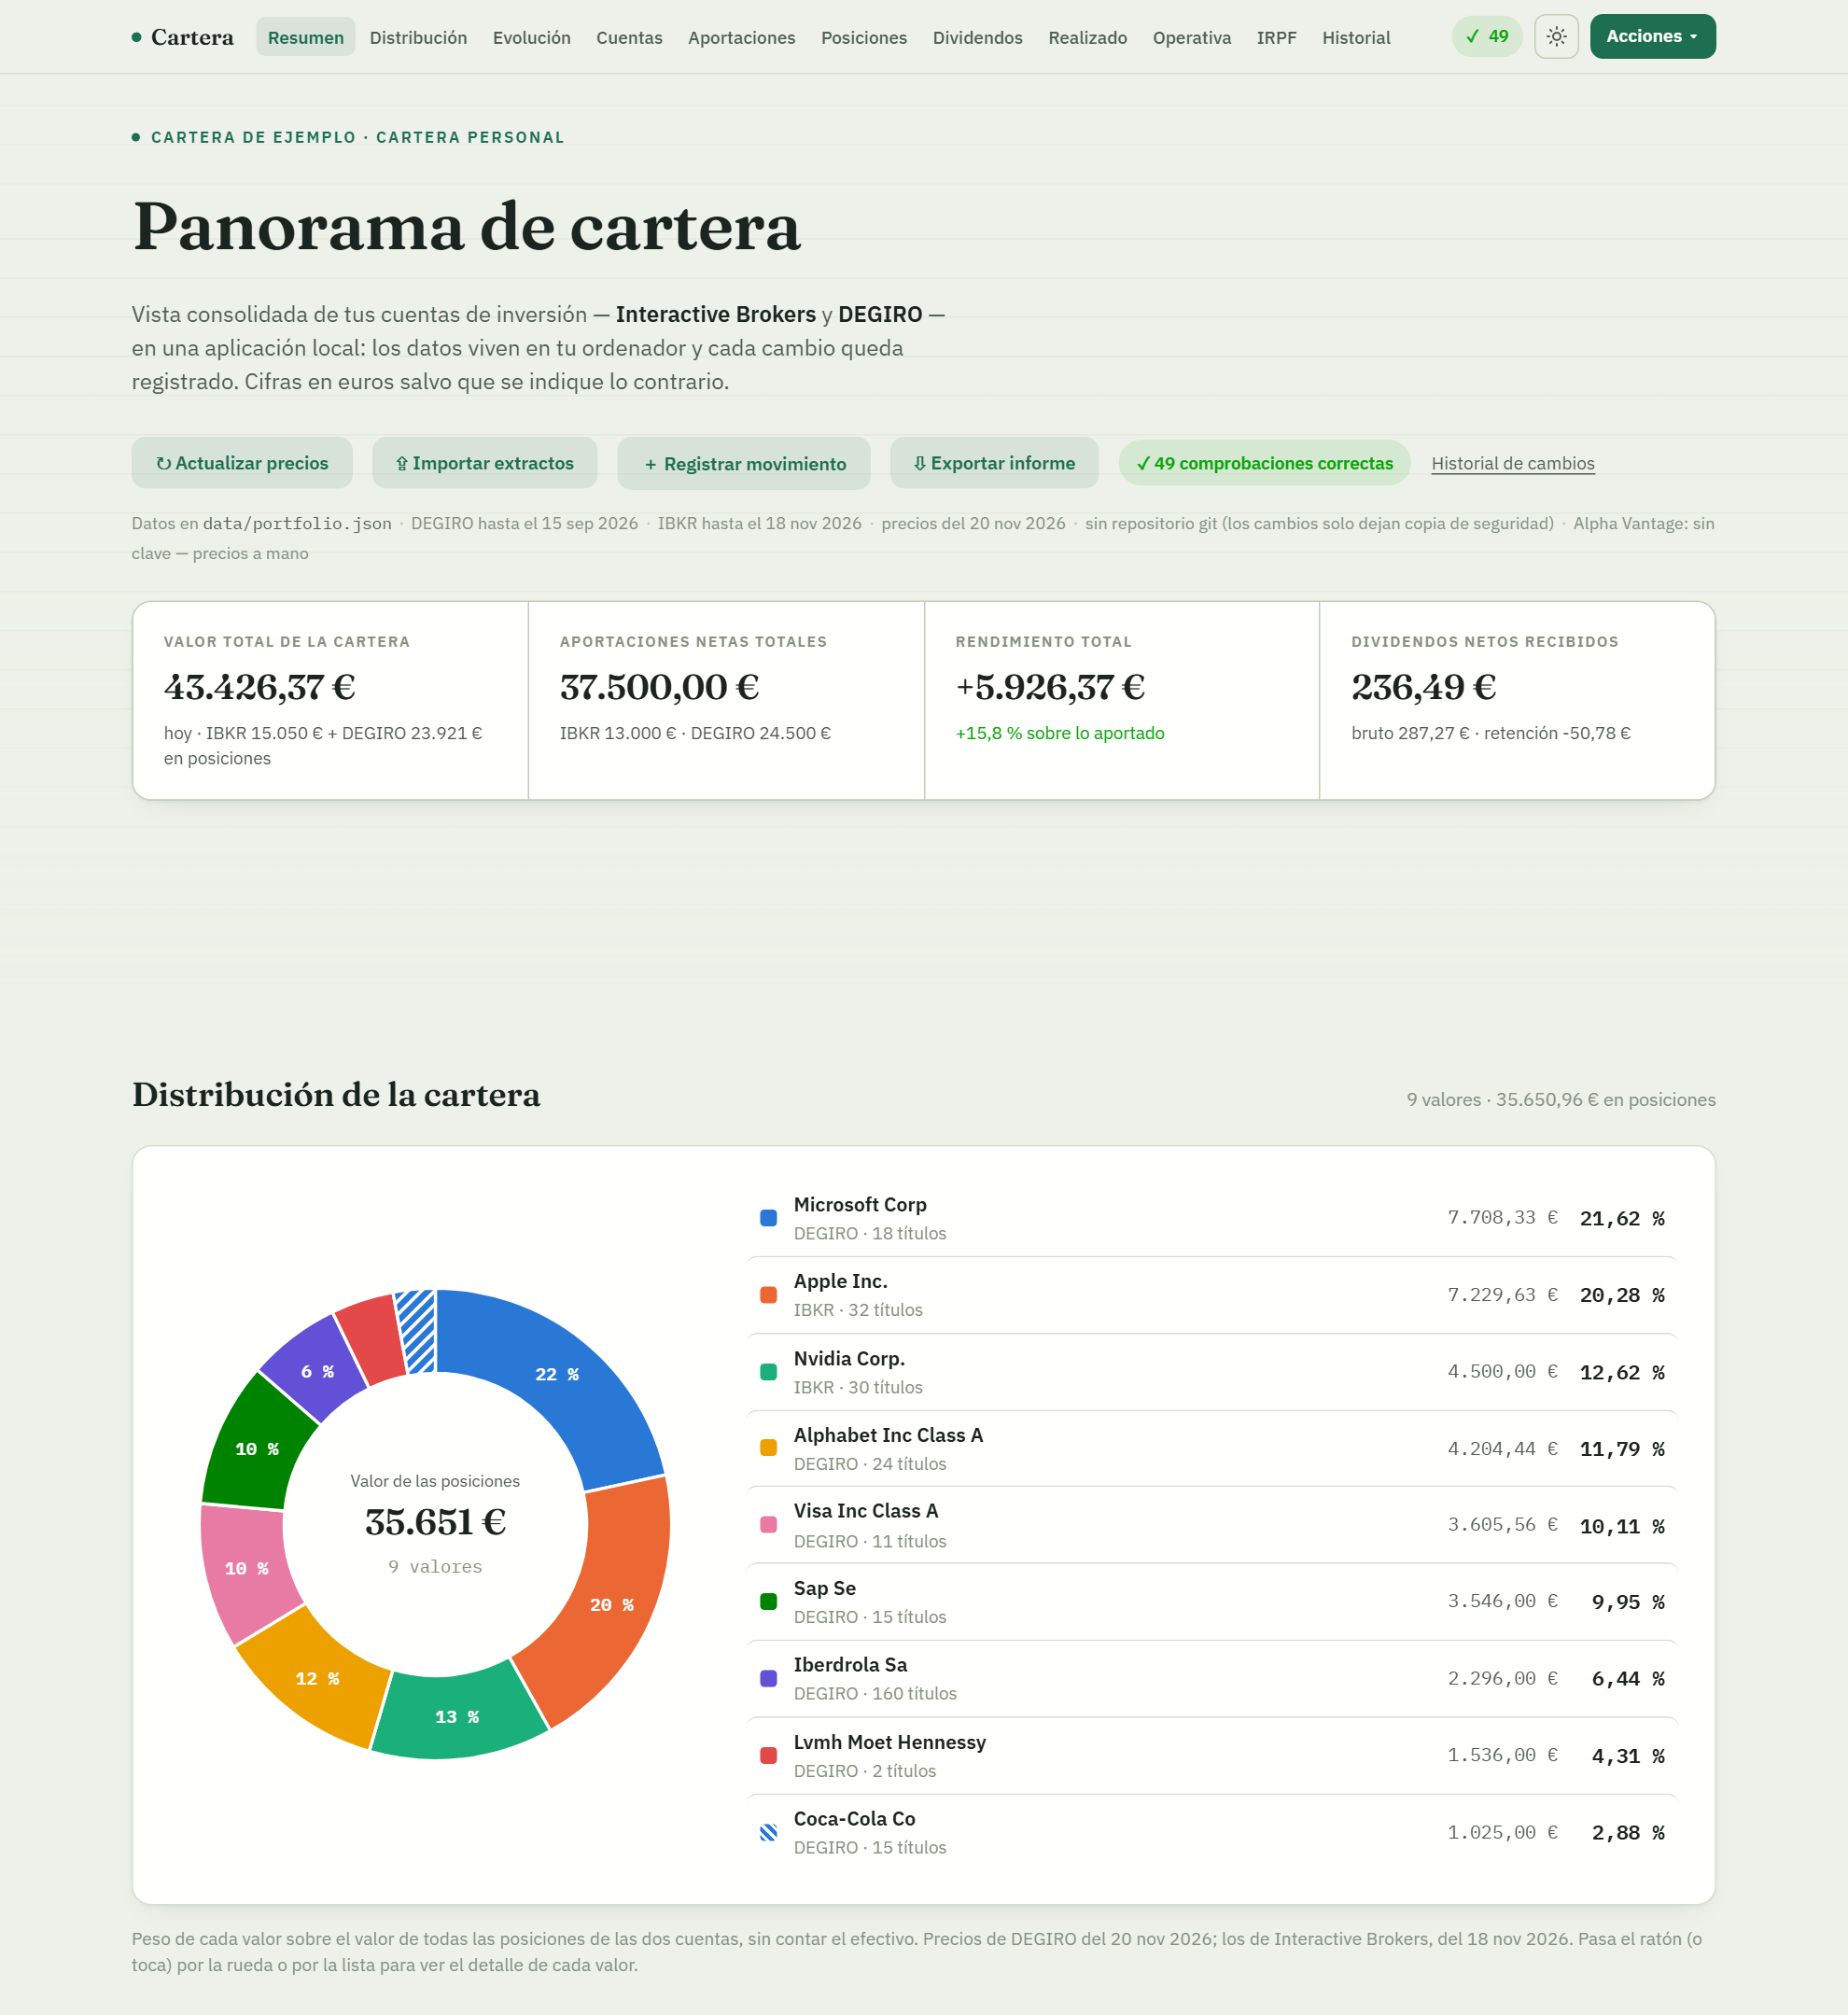 Cartera Resumen Distribución Evolución Cuentas Aportaciones Posiciones Dividendos Realizado Operativa IRPF Historial ✓ 49 Acciones
CARTERA DE EJEMPLO · CARTERA PERSONAL
Panorama de cartera
Vista consolidada de tus cuentas de inversión — Interactive Brokers y DEGIRO —
en una aplicación local: los datos viven en tu ordenador y cada cambio queda
registrado. Cifras en euros salvo que se indique lo contrario.
↻ Actualizar precios ⇪ Importar extractos + Registrar movimiento ⇩ Exportar informe ✓ 49 comprobaciones correctas Historial de cambios
Datos en data/portfolio.json · DEGIRO hasta el 15 sep 2026 · IBKR hasta el 18 nov 2026 · precios del 20 nov 2026 · sin repositorio git (los cambios solo dejan copia de seguridad) · Alpha Vantage: sin
clave — precios a mano
VALOR TOTAL DE LA CARTERA
43.426,37 €
hoy · IBKR 15.050 € + DEGIRO 23.921 €
en posiciones
APORTACIONES NETAS TOTALES
37.500,00 €
IBKR 13.000 € · DEGIRO 24.500 €
RENDIMIENTO TOTAL
+5.926,37 €
+15,8 % sobre lo aportado
DIVIDENDOS NETOS RECIBIDOS
236,49 €
bruto 287,27 € · retención -50,78 €
Distribución de la cartera
9 valores · 35.650,96 € en posiciones
22 %
20 %
13 %
12 %
10 %
10 %
6 %
Valor de las posiciones
35.651 €
9 valores
Microsoft Corp
DEGIRO · 18 títulos
7.708,33 € 21,62 %
Apple Inc.
IBKR · 32 títulos
7.229,63 € 20,28 %
Nvidia Corp.
IBKR · 30 títulos
4.500,00 € 12,62 %
Alphabet Inc Class A
DEGIRO · 24 títulos
4.204,44 € 11,79 %
Visa Inc Class A
DEGIRO · 11 títulos
3.605,56 € 10,11 %
Sap Se
DEGIRO · 15 títulos
3.546,00 € 9,95 %
Iberdrola Sa
DEGIRO · 160 títulos
2.296,00 € 6,44 %
Lvmh Moet Hennessy
DEGIRO · 2 títulos
1.536,00 € 4,31 %
Coca-Cola Co
DEGIRO · 15 títulos
1.025,00 € 2,88 %
Peso de cada valor sobre el valor de todas las posiciones de las dos cuentas, sin contar el efectivo. Precios de DEGIRO del 20 nov 2026; los de Interactive Brokers, del 18 nov 2026. Pasa el ratón (o
toca) por la rueda o por la lista para ver el detalle de cada valor.